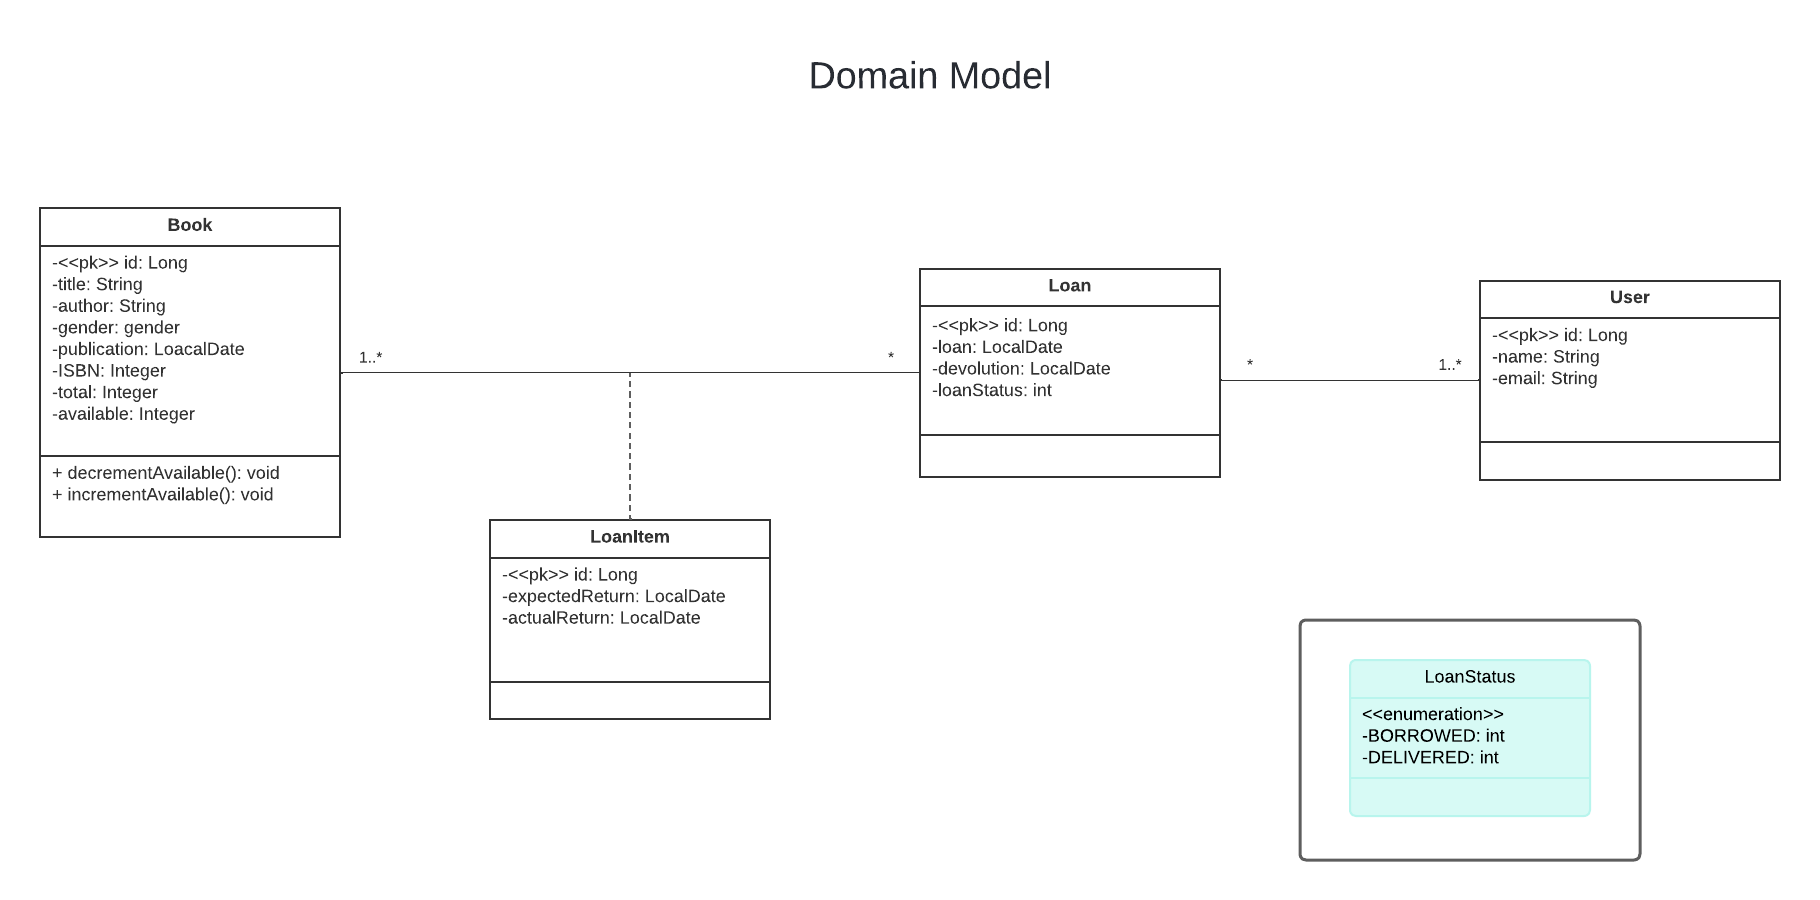 Domain Model
Book
-<<pk>> id: Long
-title: String
-author: String
-gender: gender
-publication: LoacalDate
-ISBN: Integer
-total: Integer
-available: Integer
+ decrementAvailable(): void
+ incrementAvailable(): void
1..*
*
Loan
-<<pk>> id: Long
-loan: LocalDate
-devolution: LocalDate
-loanStatus: int
*
1..*
User
-<<pk>> id: Long
-name: String
-email: String
LoanItem
-<<pk>> id: Long
-expectedReturn: LocalDate
-actualReturn: LocalDate
LoanStatus
<<enumeration>>
-BORROWED: int
-DELIVERED: int